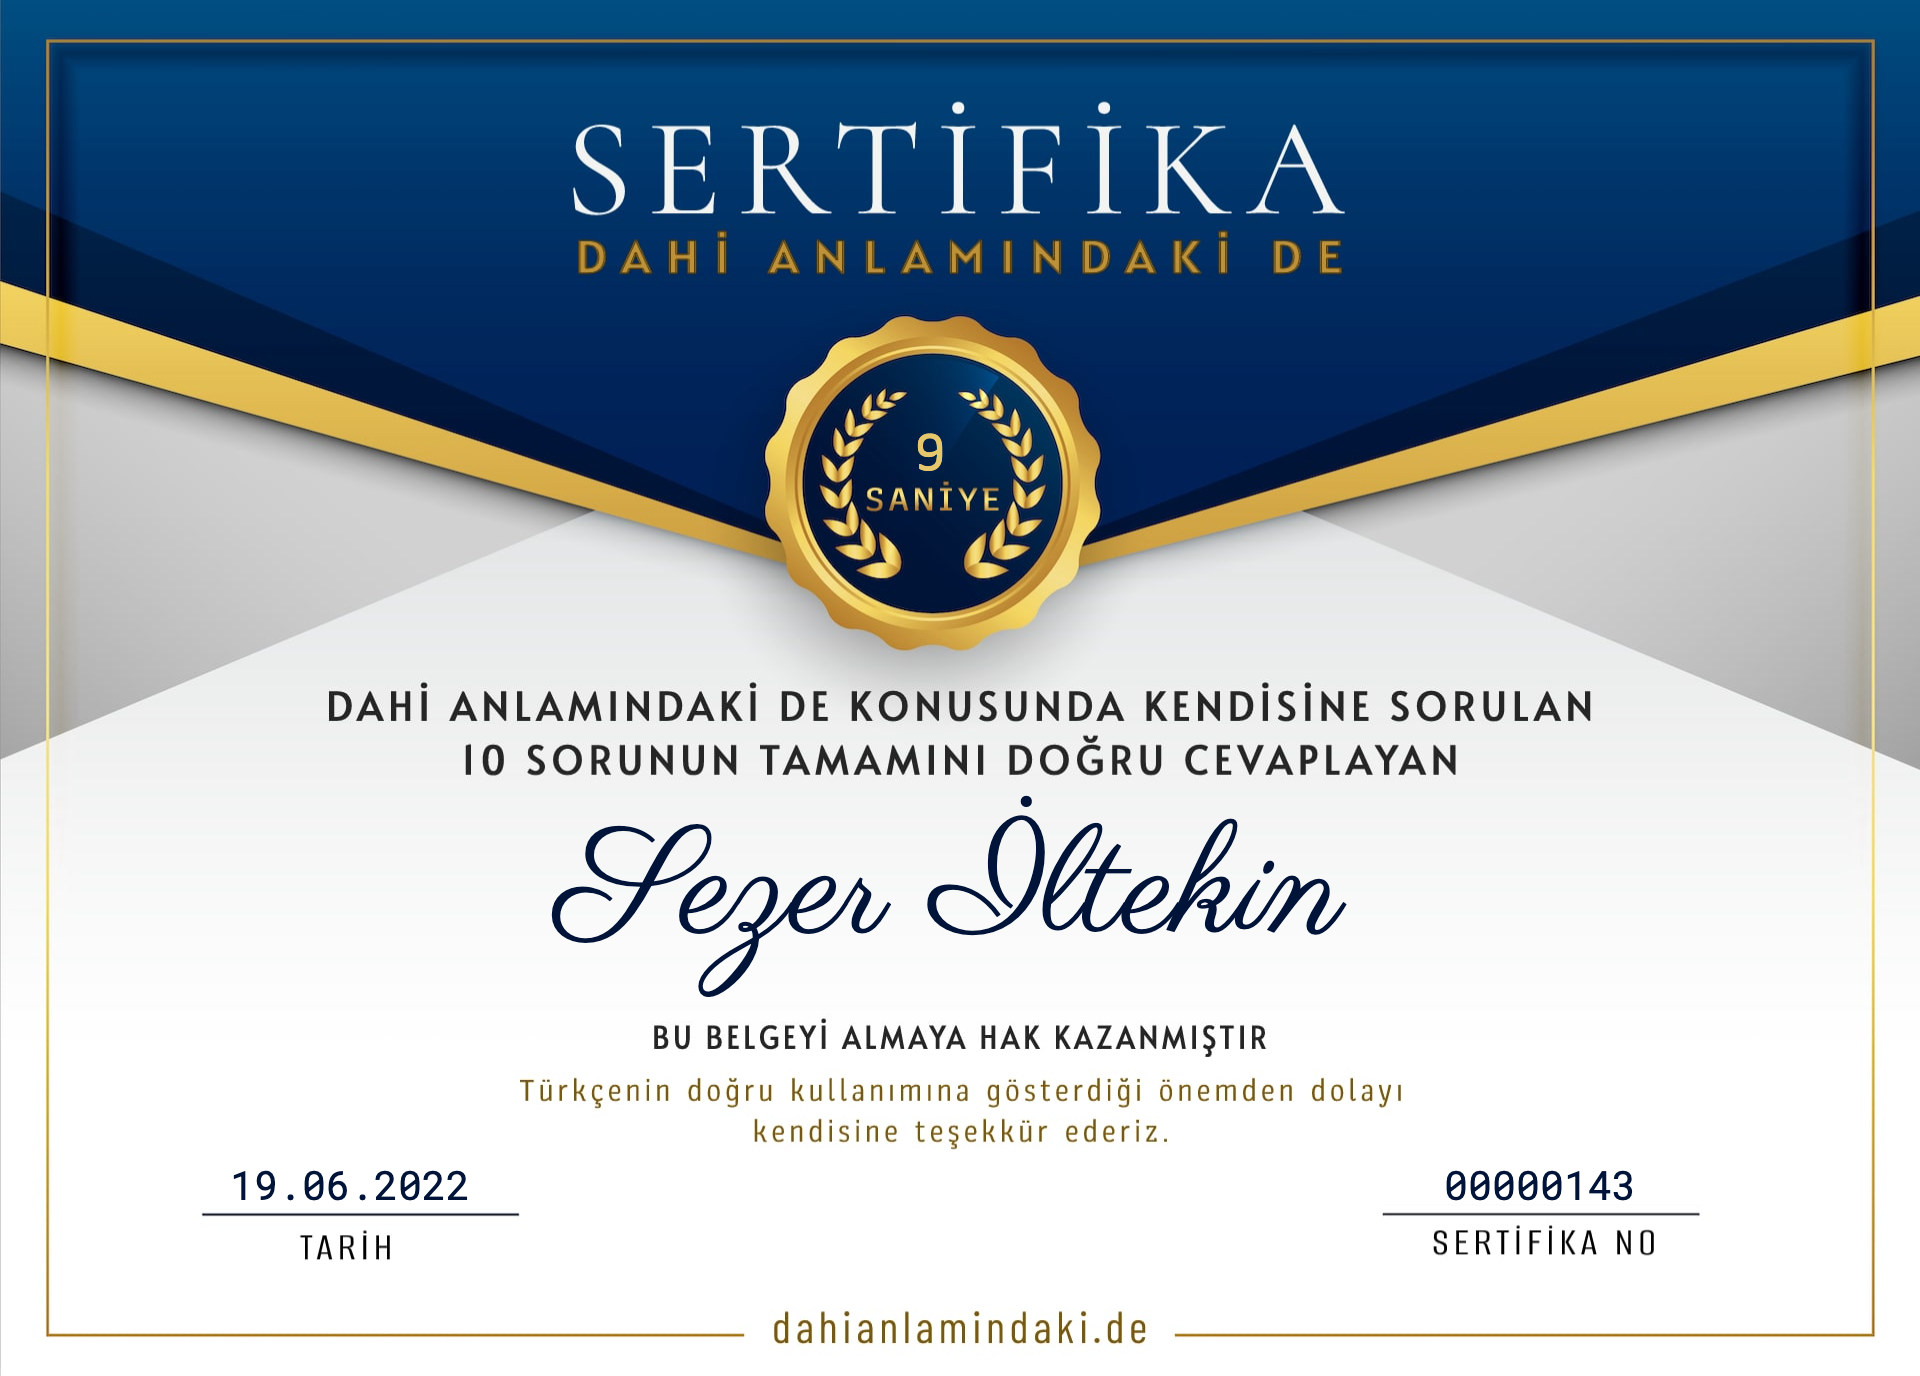 SERTİFİKA
DAHİ ANLAMINDAKİ DE
9
SANİYE
DAHİ ANLAMINDAKİ DE KONUSUNDA KENDİSİNE SORULAN
10 SORUNUN TAMAMINI DOĞRU CEVAPLAYAN
Sezer İltekin
BU BELGEYİ ALMAYA HAK KAZANMIŞTIR
Türkçenin doğru kullanımına gösterdiği önemden dolayı
kendisine teşekkür ederiz.
19.06.2022
TARİH
00000143
SERTİFİKA NO
dahianlamindaki.de